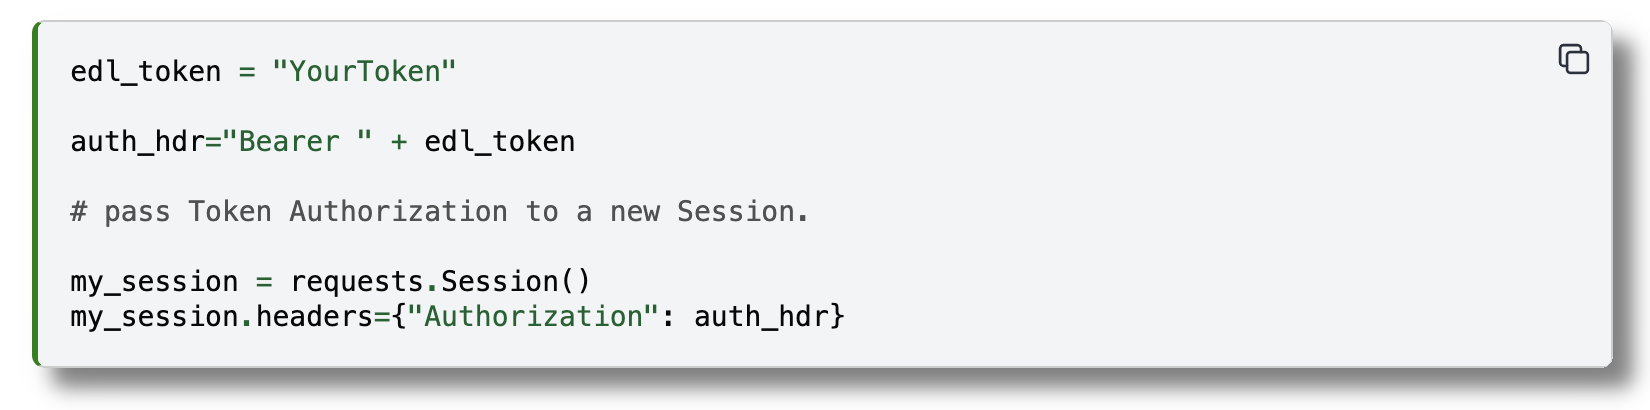 edl_token = "YourToken"
auth_hdr="Bearer " + edl_token
# pass Token Authorization to a new Session.
my_session = requests.Session()
my_session.headers={"Authorization": auth_hdr}